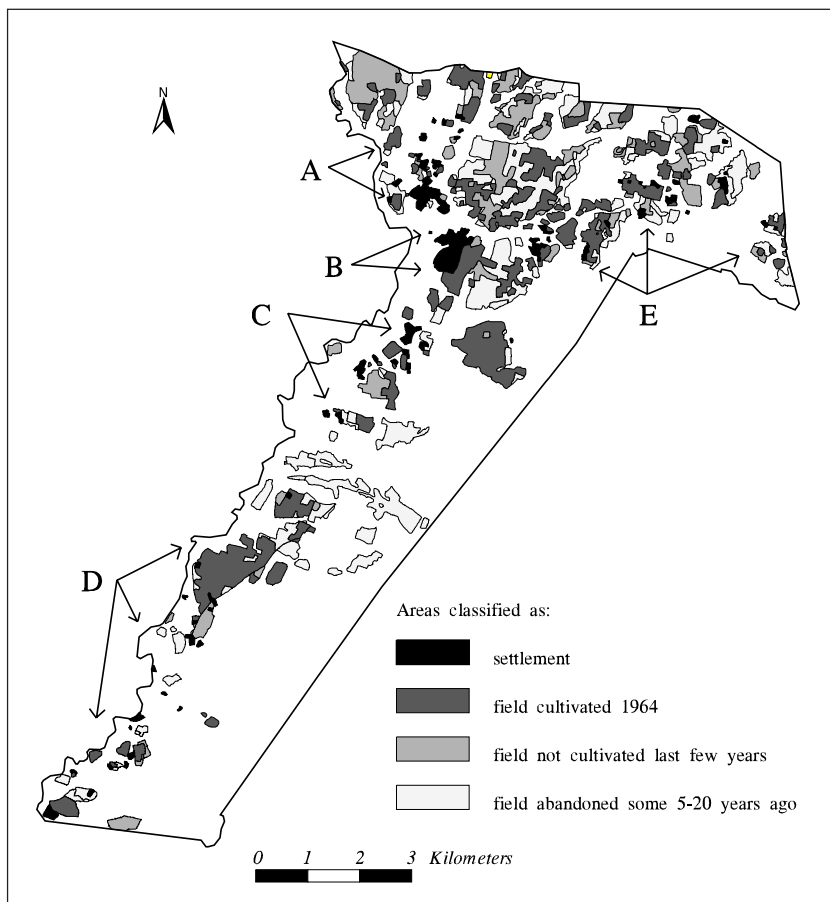 N
A
B
C
E
D
Areas classified as:
settlement
field cultivated 1964
field not cultivated last few years
field abandoned some 5-20 years ago
0 1 2 3 Kilometers